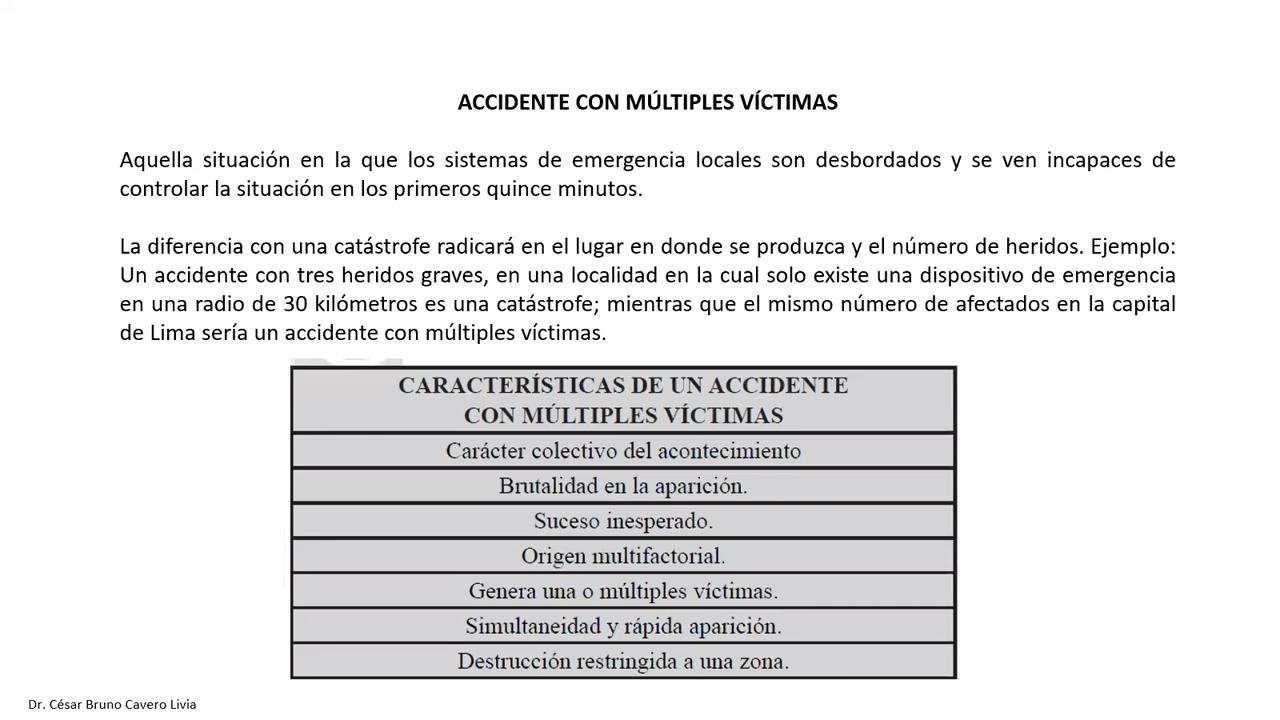 ACCIDENTE CON MÚLTIPLES VÍCTIMAS
Aquella situación en la que los sistemas de emergencia locales son desbordados y se ven incapaces de
controlar la situación en los primeros quince minutos.
La diferencia con una catástrofe radicará en el lugar en donde se produzca y el número de heridos. Ejemplo:
Un accidente con tres heridos graves, en una localidad en la cual solo existe una dispositivo de emergencia
en una radio de 30 kilómetros es una catástrofe; mientras que el mismo número de afectados en la capital
de Lima sería un accidente con múltiples víctimas.
CARACTERÍSTICAS DE UN ACCIDENTE
CON MÚLTIPLES VÍCTIMAS
Carácter colectivo del acontecimiento
Brutalidad en la aparición.
Suceso inesperado.
Origen multifactorial.
Genera una o múltiples víctimas.
Simultaneidad y rápida aparición.
Destrucción restringida a una zona.
Dr. César Bruno Cavero Livia